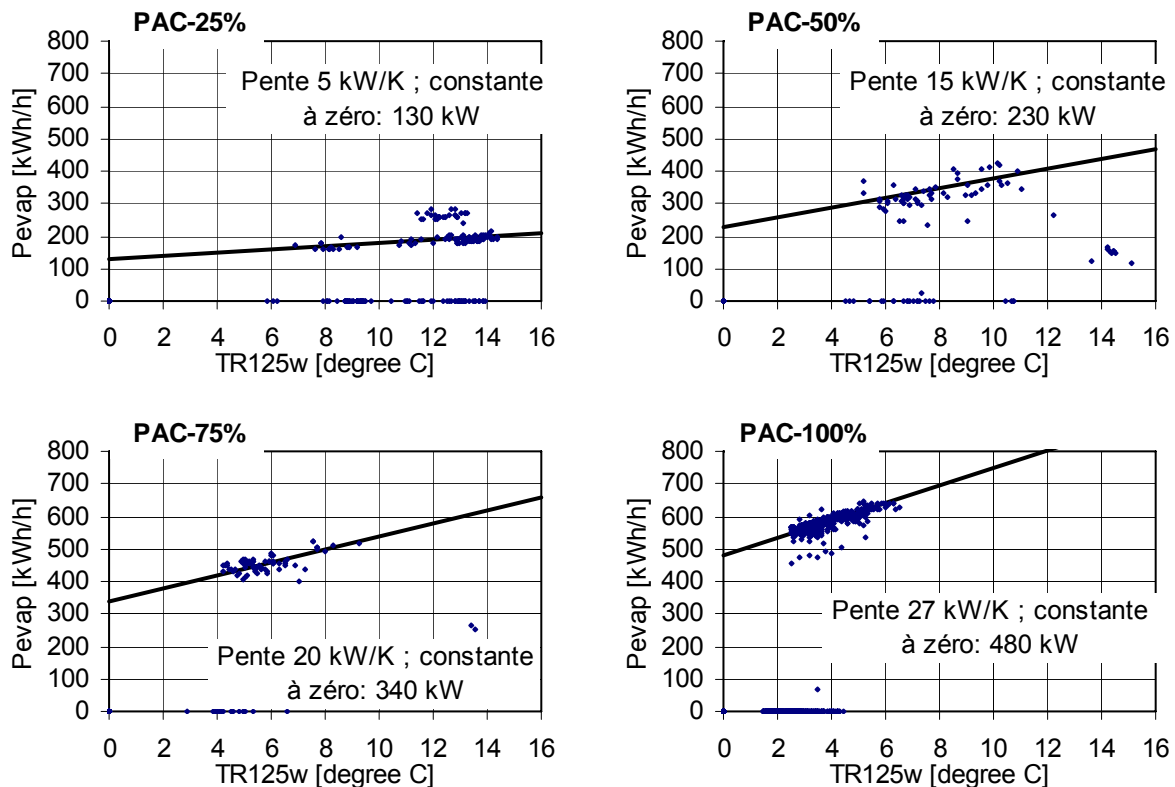 PAC-25%
800
700
600
500
400
300
200
100
0
Pevap [kWh/h]
Pente 5 kW/K ; constante
à zéro: 130 kW
0 2 4 6 8 10 12 14 16
TR125w [degree C]
PAC-50%
800
700
600
500
400
300
200
100
0
Pevap [kWh/h]
Pente 15 kW/K ; constante
à zéro: 230 kW
0 2 4 6 8 10 12 14 16
TR125w [degree C]
PAC-75%
800
700
600
500
400
300
200
100
0
Pevap [kWh/h]
Pente 20 kW/K ; constante
à zéro: 340 kW
0 2 4 6 8 10 12 14 16
TR125w [degree C]
PAC-100%
800
700
600
500
400
300
200
100
0
Pevap [kWh/h]
Pente 27 kW/K ; constante
à zéro: 480 kW
0 2 4 6 8 10 12 14 16
TR125w [degree C]